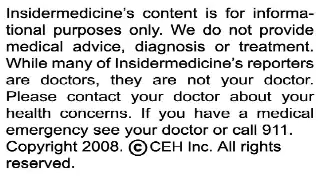 Insidermedicine's content is for informa-
tional purposes only. We do not provide
medical advice, diagnosis or treatment.
While many of Insidermedicine's reporters
are doctors, they are not your doctor.
Please contact your doctor about your
health concerns. If you have a medical
emergency see your doctor or call 911.
Copyright 2008. ©CEH Inc. All rights
reserved.